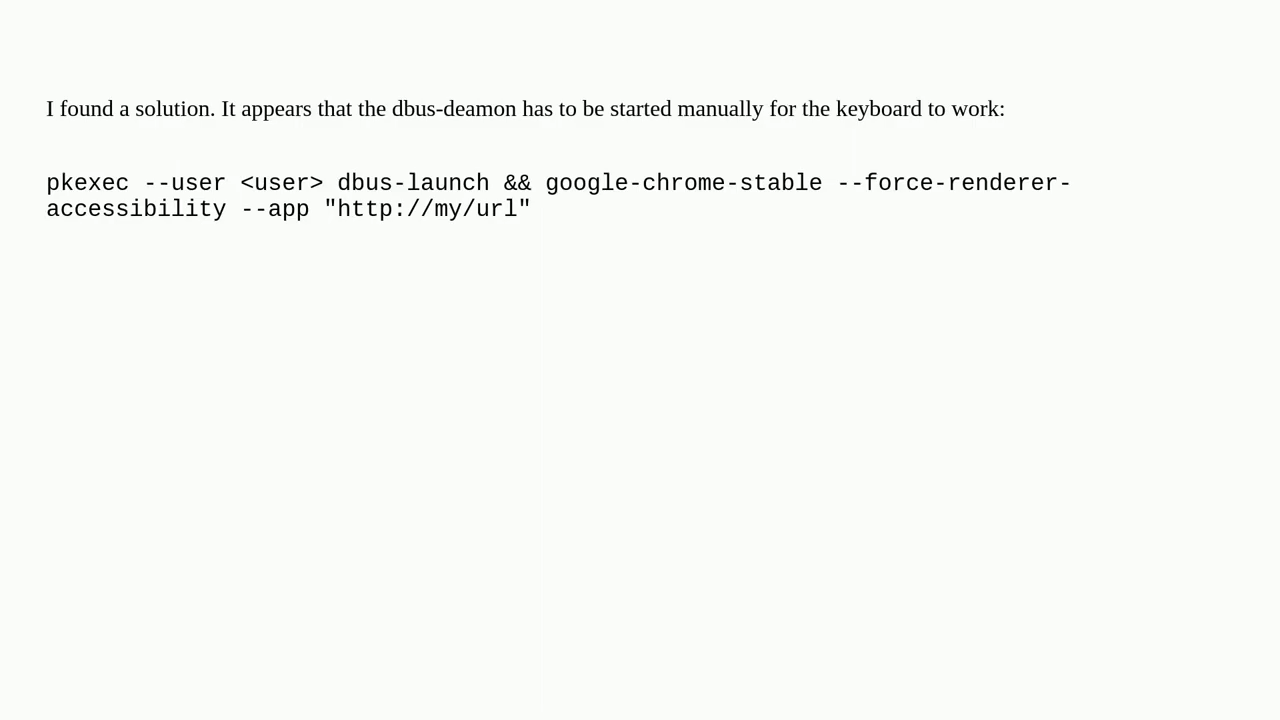 I found a solution. It appears that the dbus-deamon has to be started manually for the keyboard to work:
pkexec --user <user> dbus-launch && google-chrome-stable --force-renderer-
accessibility --app "http://my/url"